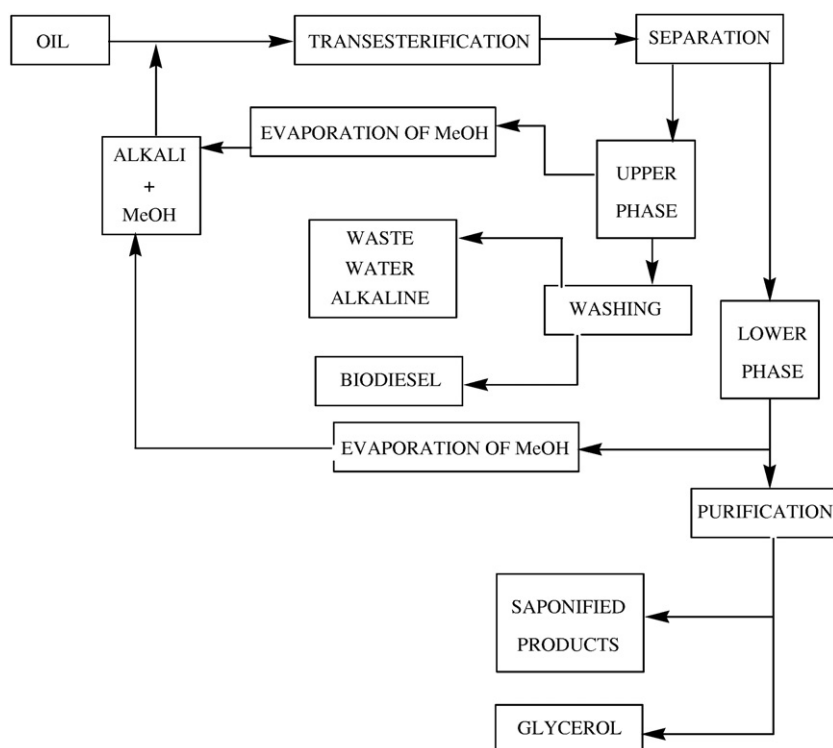 OIL
TRANSESTERIFICATION
SEPARATION
EVAPORATION OF MeOH
ALKALI
+
MeOH
UPPER
PHASE
WASTE
WATER
ALKALINE
WASHING
LOWER
PHASE
BIODIESEL
EVAPORATION OF MeOH
PURIFICATION
SAPONIFIED
PRODUCTS
GLYCEROL